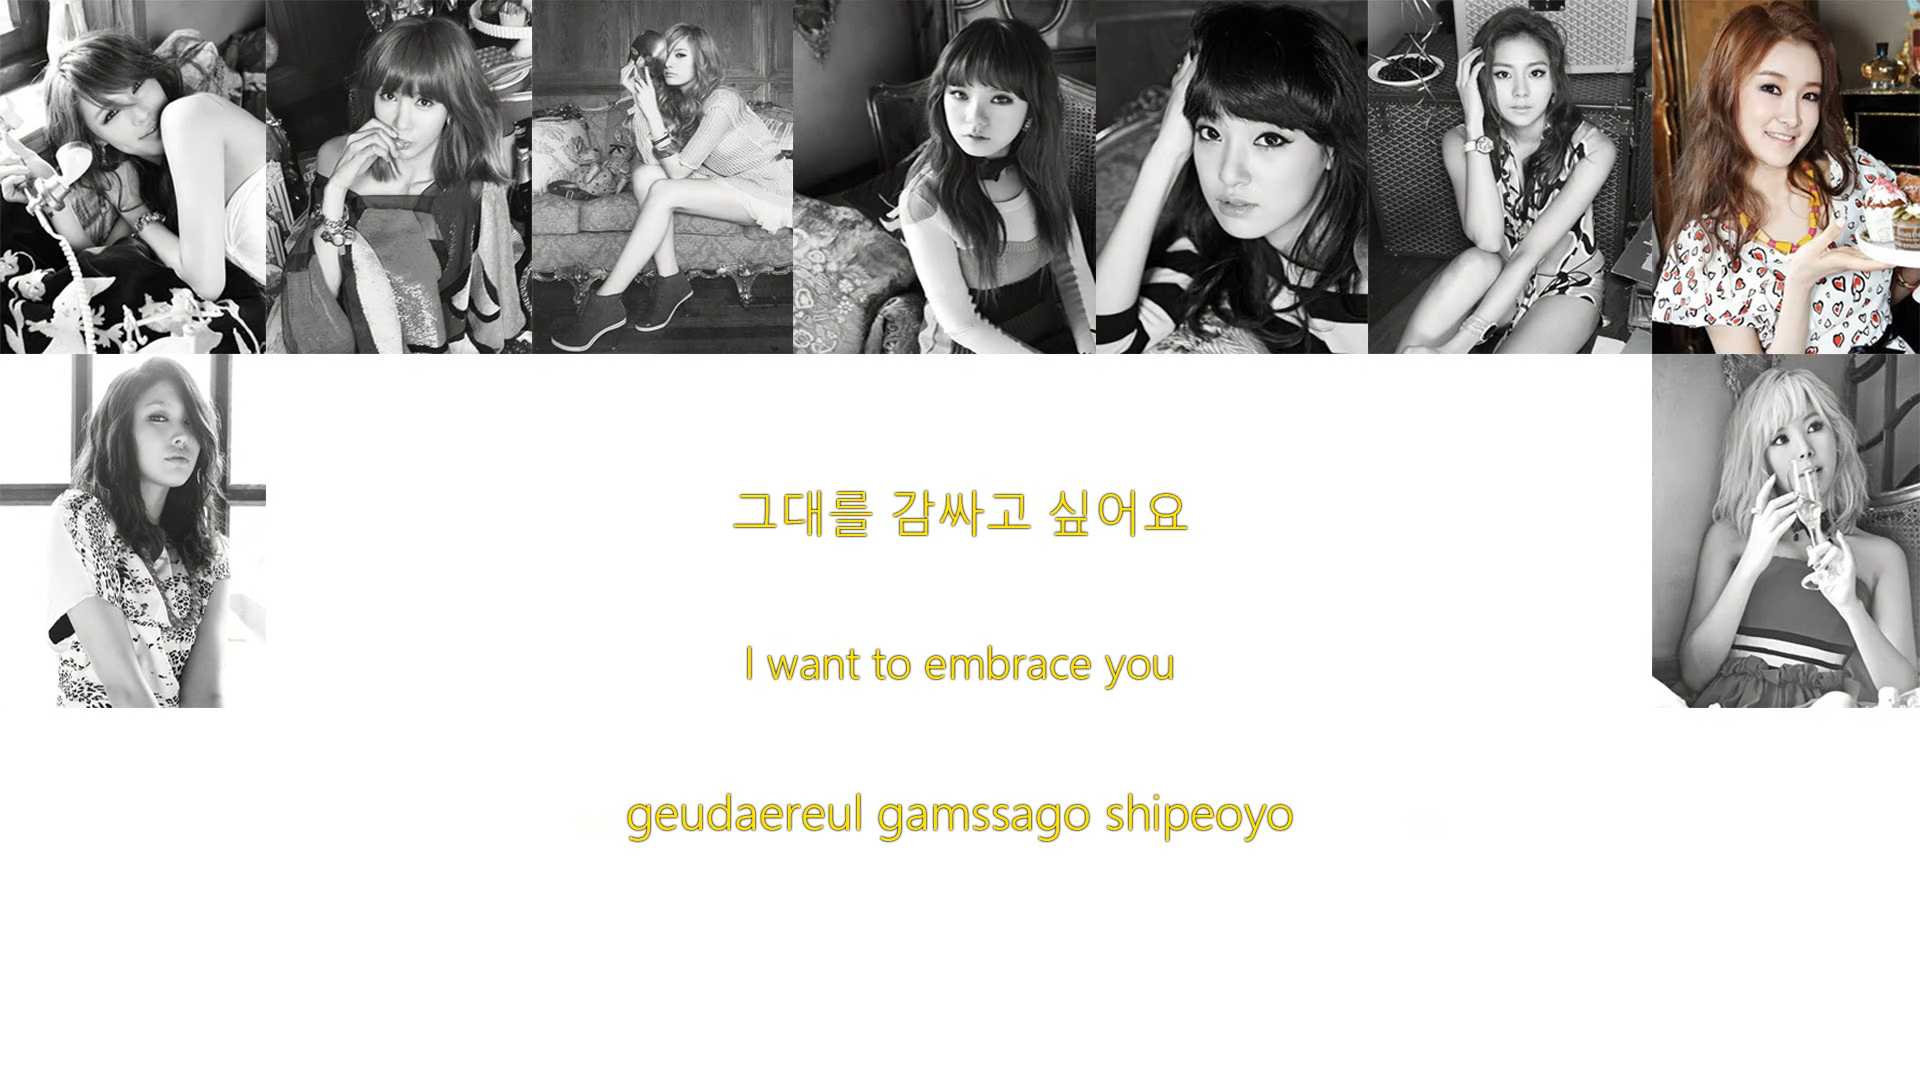 그대를 감싸고 싶어요
I want to embrace you
geudaereul gamssago shipeoyo